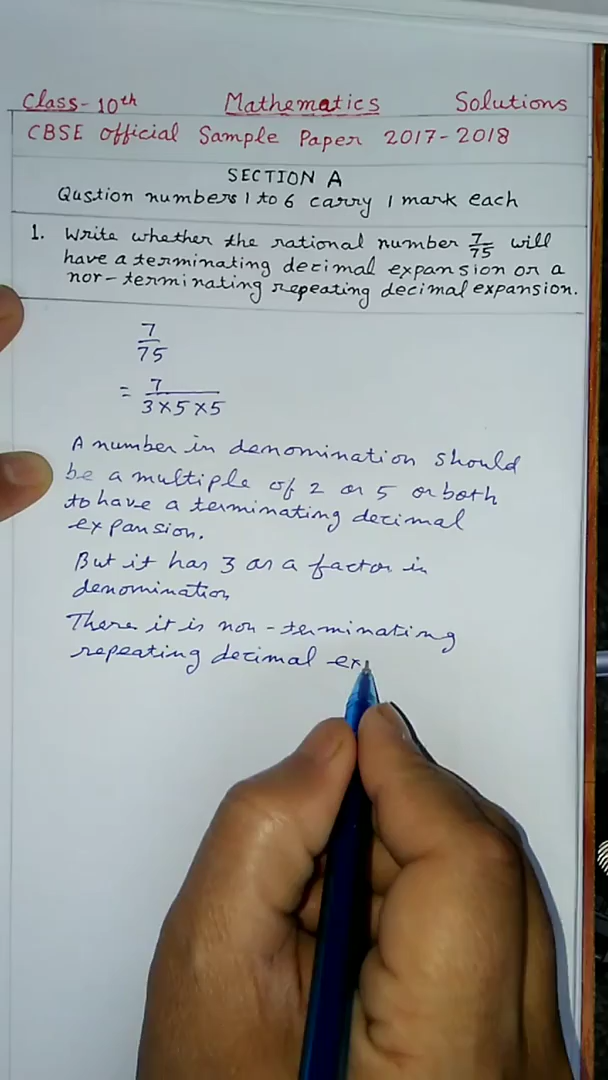 Class-10th Mathematics Solutions
CBSE Official Sample Paper 2017-2018
SECTION A
Qustion numbers 1 to 6 carry 1 mark each
1. Write whether the rational number 7/75 will
have a terminating decimal expansion or a
nor-terminating repeating decimal expansion.
7/75
= 7/3×5×5
A number in denomination should
be a multiple of 2 or 5 or both
to have a terminating decimal
expansion.
But it has 3 as a factor in
denomination
There it is non-terminating
repeating decimal ex